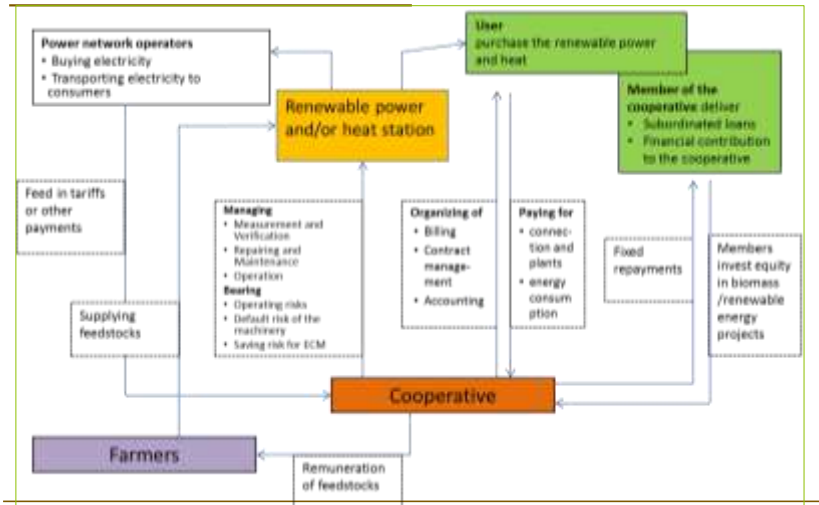 Power network operators
• Buying electricity
• Transporting electricity to
consumers
User
purchase the renewable power
and heat
Member of the
cooperative deliver
• Subordinated loans
• Financial contribution
to the cooperative
Renewable power
and/or heat station
Feed in tariffs
or other
payments
Managing
• Measurement and
Verification
• Repairing and
Maintenance
• Operation
Bearing
• Operating risks
• Default risk of the
machinery
• Saving risk for ECM
Organizing of
• Billing
• Contract
manage-
ment
• Accounting
Paying for
• connec-
tion and
plants
• energy
consum
ption
Fixed
repayments
Members
invest equity
in biomass
/renewable
energy
projects
Supplying
feedstocks
Cooperative
Farmers
Remuneration
of feedstocks